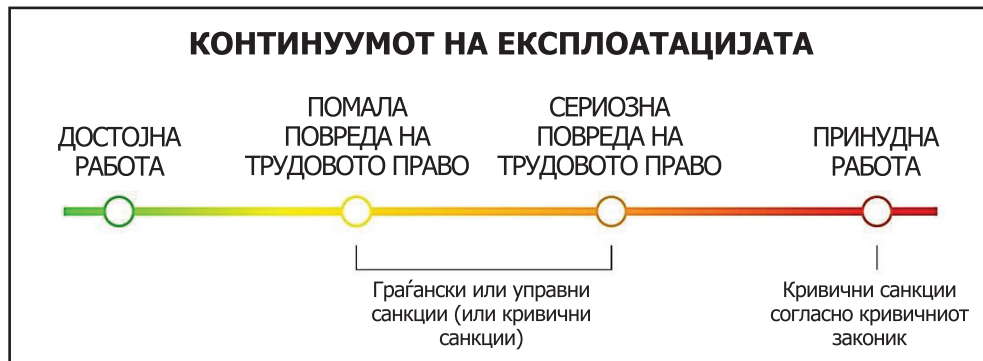 КОНТИНУУМОТ НА ЕКСПЛОАТАЦИЈАТА
ДОСТОЈНА
РАБОТА
ПОМАЛА
ПОВРЕДА НА
ТРУДОВОТО ПРАВО
СЕРИОЗНА
ПОВРЕДА НА
ТРУДОВОТО ПРАВО
ПРИНУДНА
РАБОТА
Граѓански или управни
санкции (или кривични
санкции)
Кривични санкции
согласно кривичниот
законик